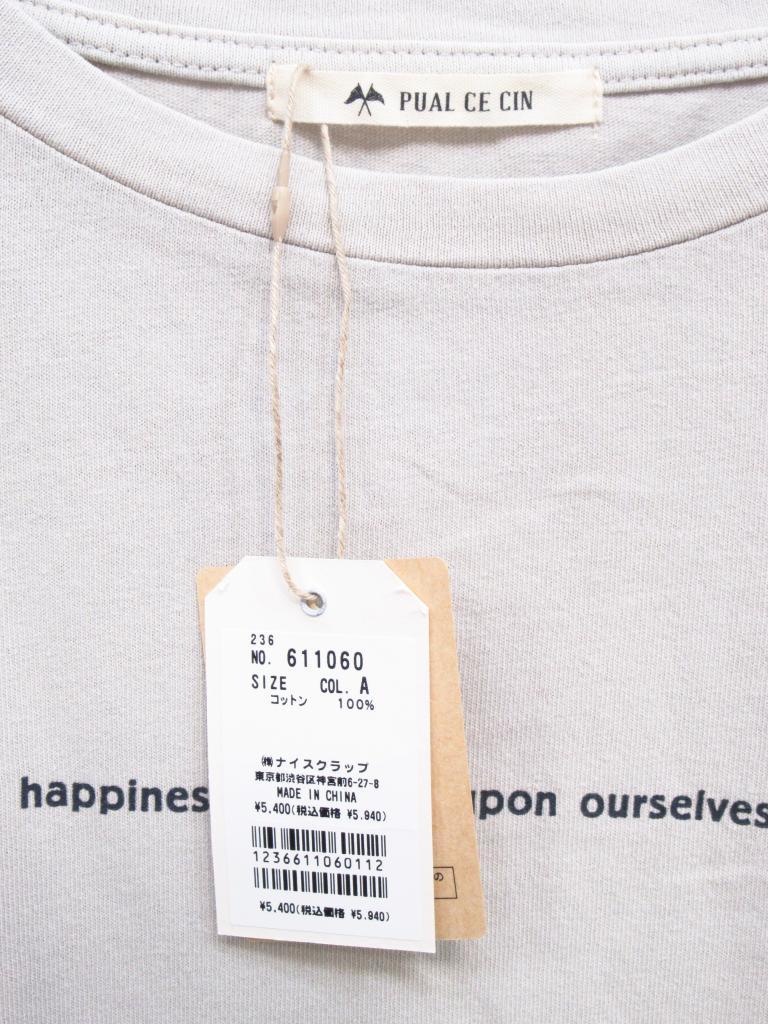 PUAL CE CIN
236
NO. 611060
SIZE COL. A
コットン 100%
㈱ナイスクラップ
東京都渋谷区神宮前6-27-8
MADE IN CHINA
¥5,400(税込価格 ¥5,940)
1236611060112
¥5,400(税込価格 ¥5,940)
の
happines upon ourselves